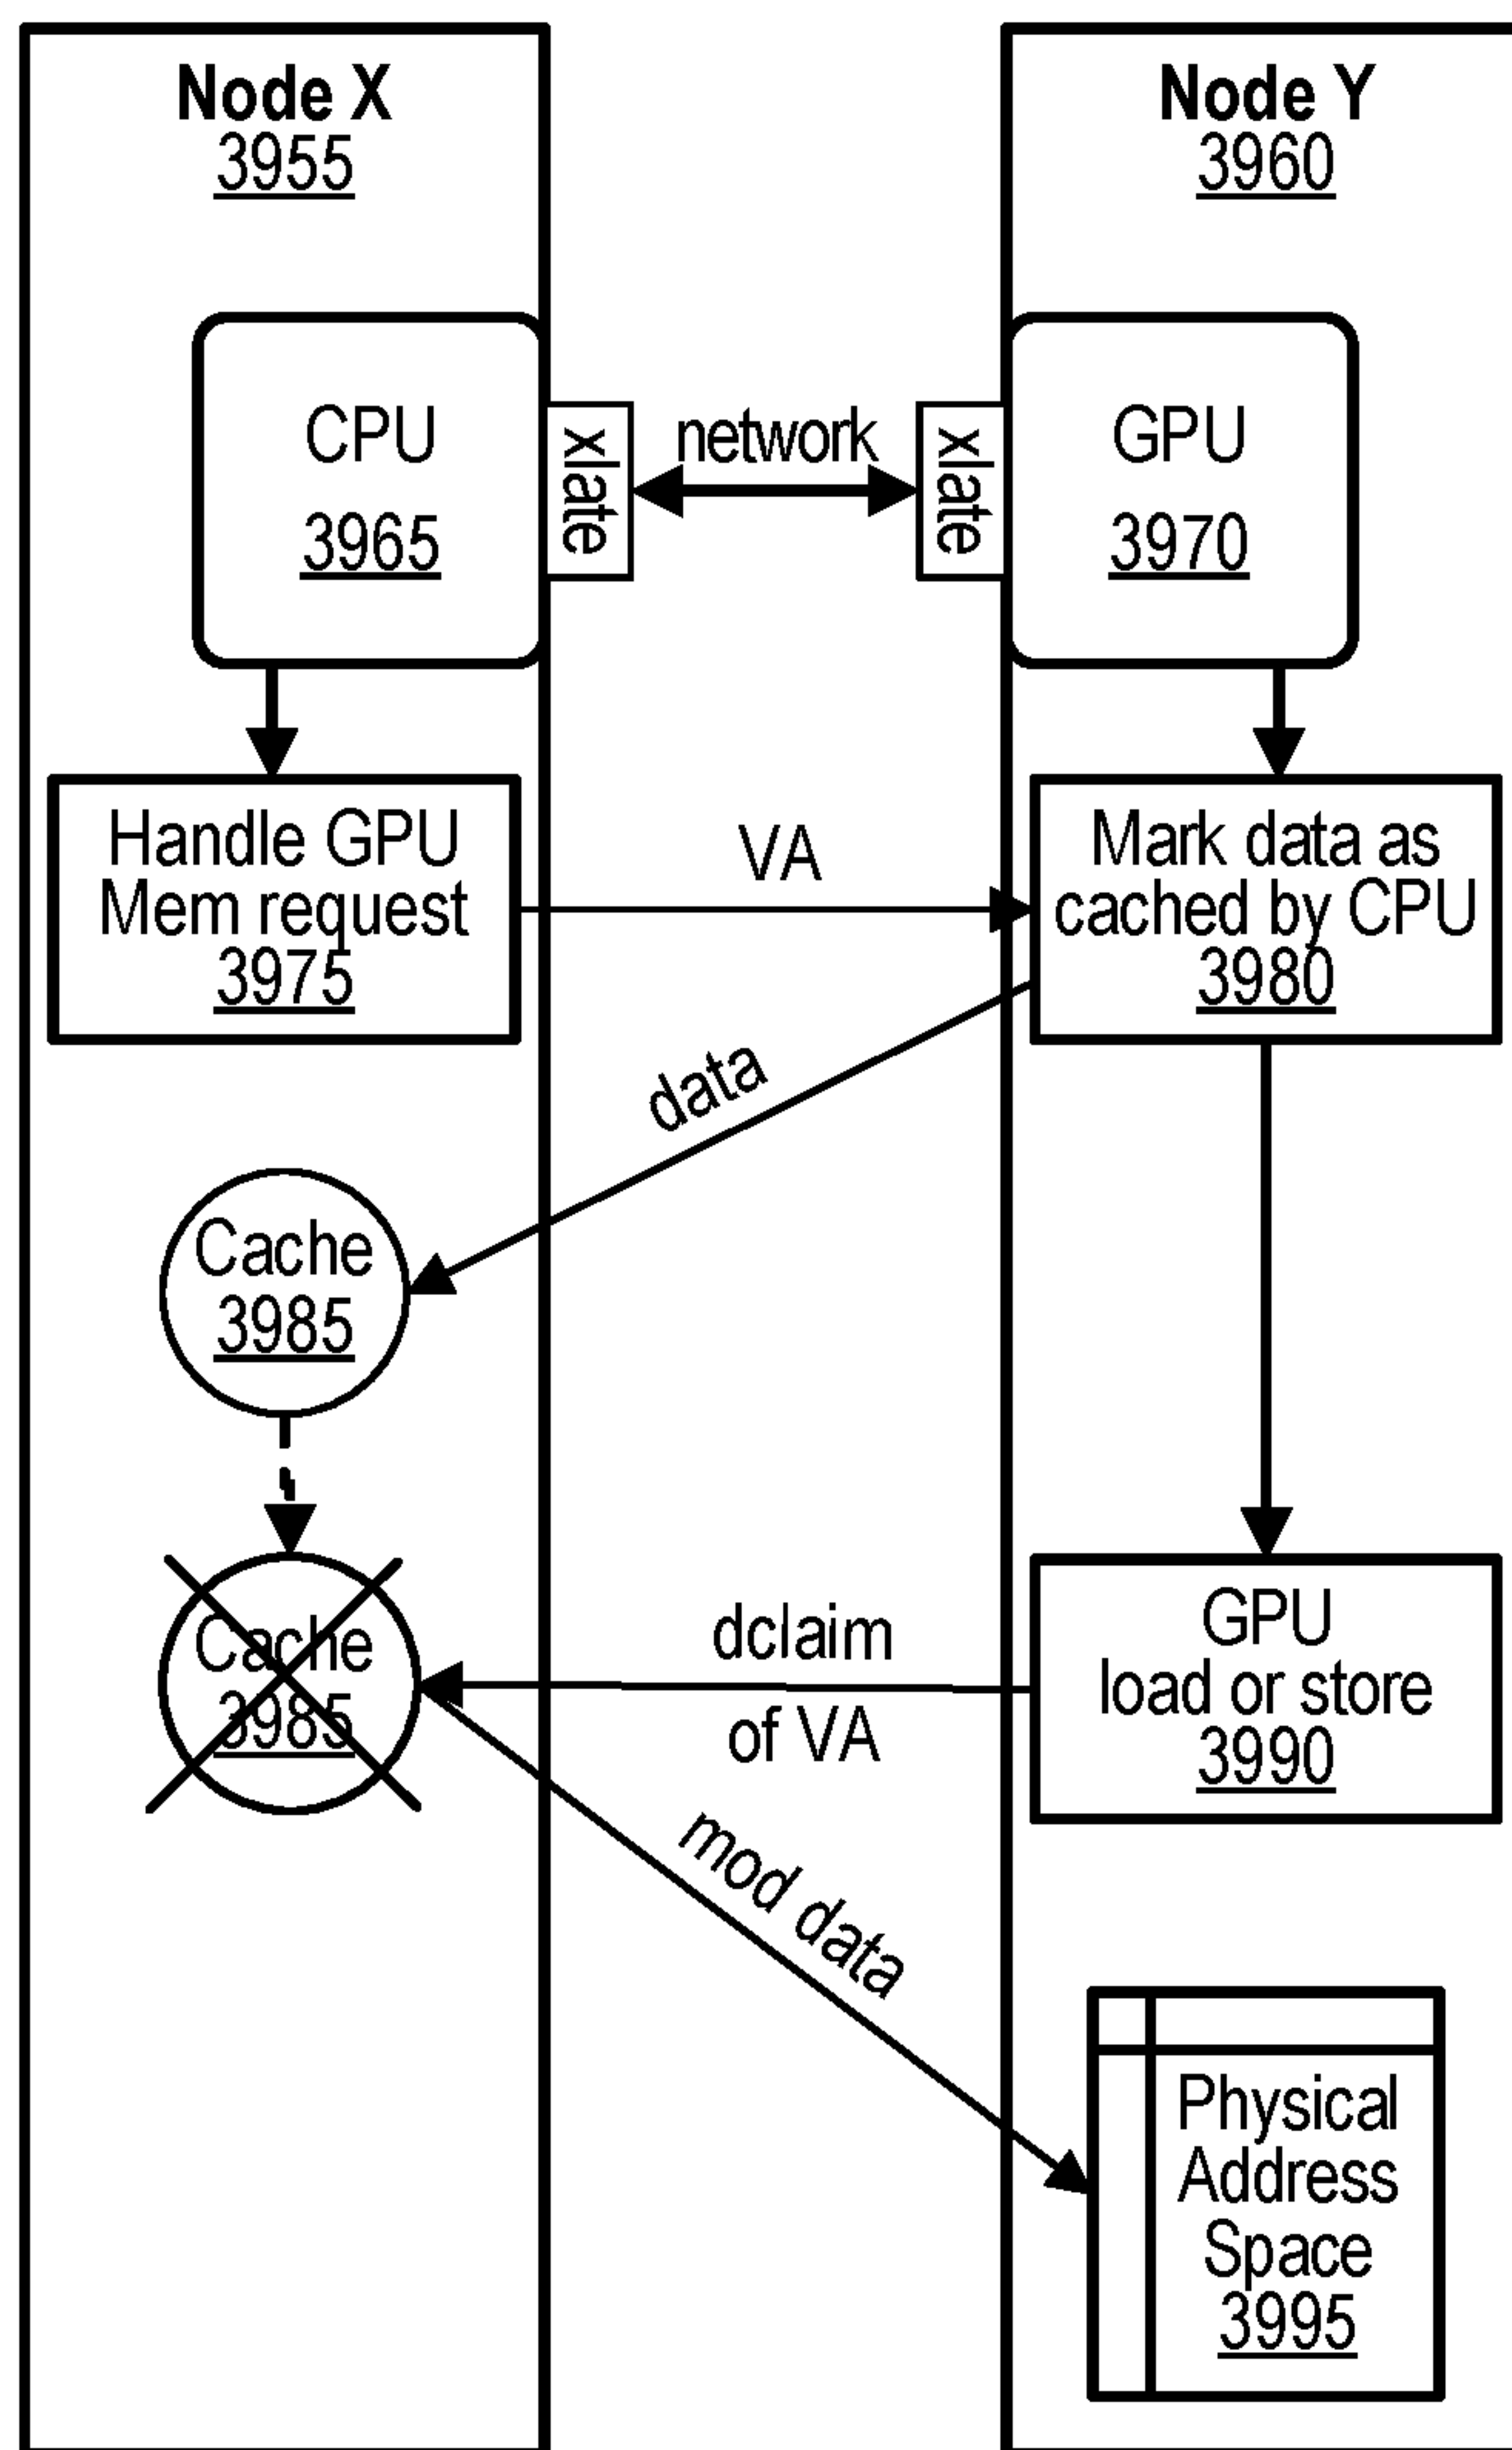 Node X
3955
Node Y
3960
CPU
3965
xlate
network
xlate
GPU
3970
Handle GPU
Mem request
3975
VA
Mark data as
cached by CPU
3980
data
Cache
3985
Cache
3985
dclaim
of VA
GPU
load or store
3990
mod data
Physical
Address
Space
3995